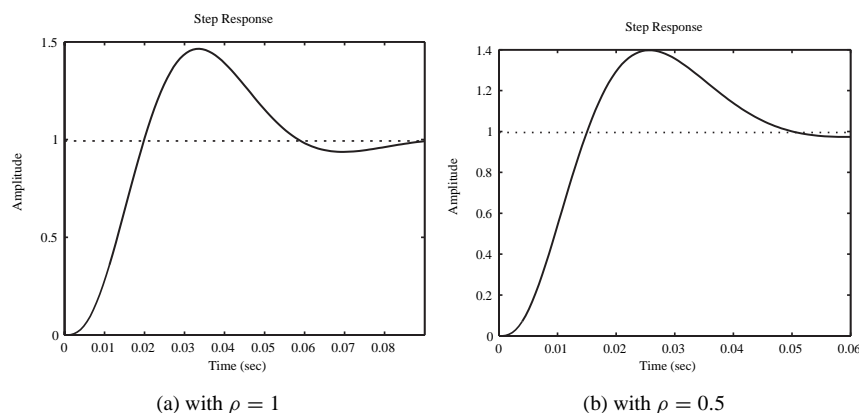 Step Response
1.5
1
0.5
0
Amplitude
0 0.01 0.02 0.03 0.04 0.05 0.06 0.07 0.08
Time (sec)
(a) with ρ = 1
Step Response
1.4
1.2
1
0.8
0.6
0.4
0.2
0
Amplitude
0 0.01 0.02 0.03 0.04 0.05 0.06
Time (sec)
(b) with ρ = 0.5